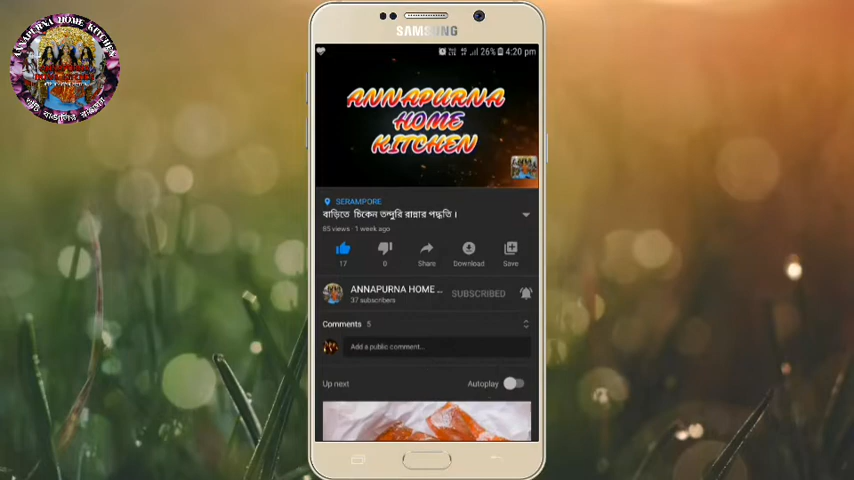 ANNAPURNA HOME KITCHEN
SAMSUNG
26% 4:20 pm
ANNAPURNA
HOME
KITCHEN
SERAMPORE
বাড়িতে চিকেন তন্দুরি রান্নার পদ্ধতি ।
85 views · 1 week ago
17
0
Share
Download
Save
ANNAPURNA HOME ...
SUBSCRIBED
37 subscribers
Comments 5
Add a public comment...
Up next
Autoplay